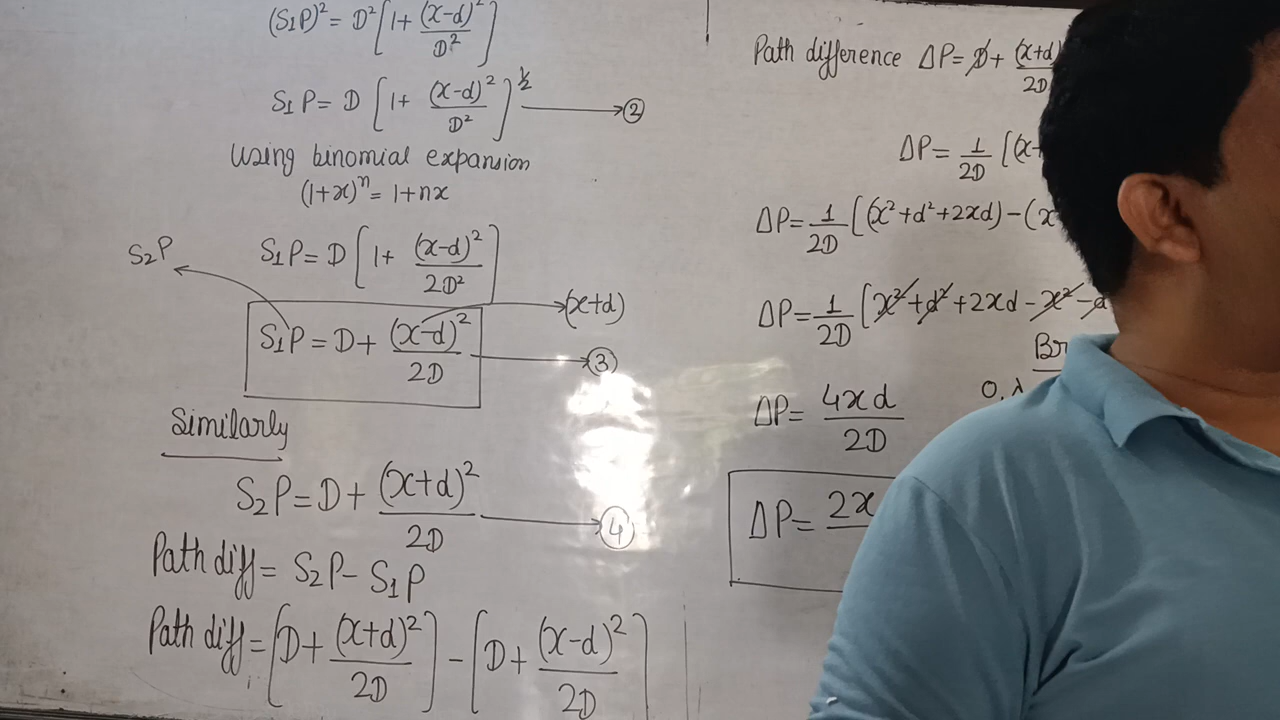 (S₁P)² = D² [1 + (x-d)²/D²]
S₁P = D [1 + (x-d)²/D²]^½ → ②
Using binomial expansion
(1+x)ⁿ = 1+nx
S₁P = D [1 + (x-d)²/2D²]
S₂P
S₁P = D + (x-d)²/2D → ③
(x+d)
Similarly
S₂P = D + (x+d)²/2D → ④
Path diff = S₂P - S₁P
Path diff = [D + (x+d)²/2D] - [D + (x-d)²/2D]
Path difference ΔP = D + (x+d)/2D
ΔP = 1/2D [(x
ΔP = 1/2D [(x²+d²+2xd) - (x
ΔP = 1/2D [x² + d² + 2xd - x² - d
Br
0, λ
ΔP = 4xd/2D
ΔP = 2x